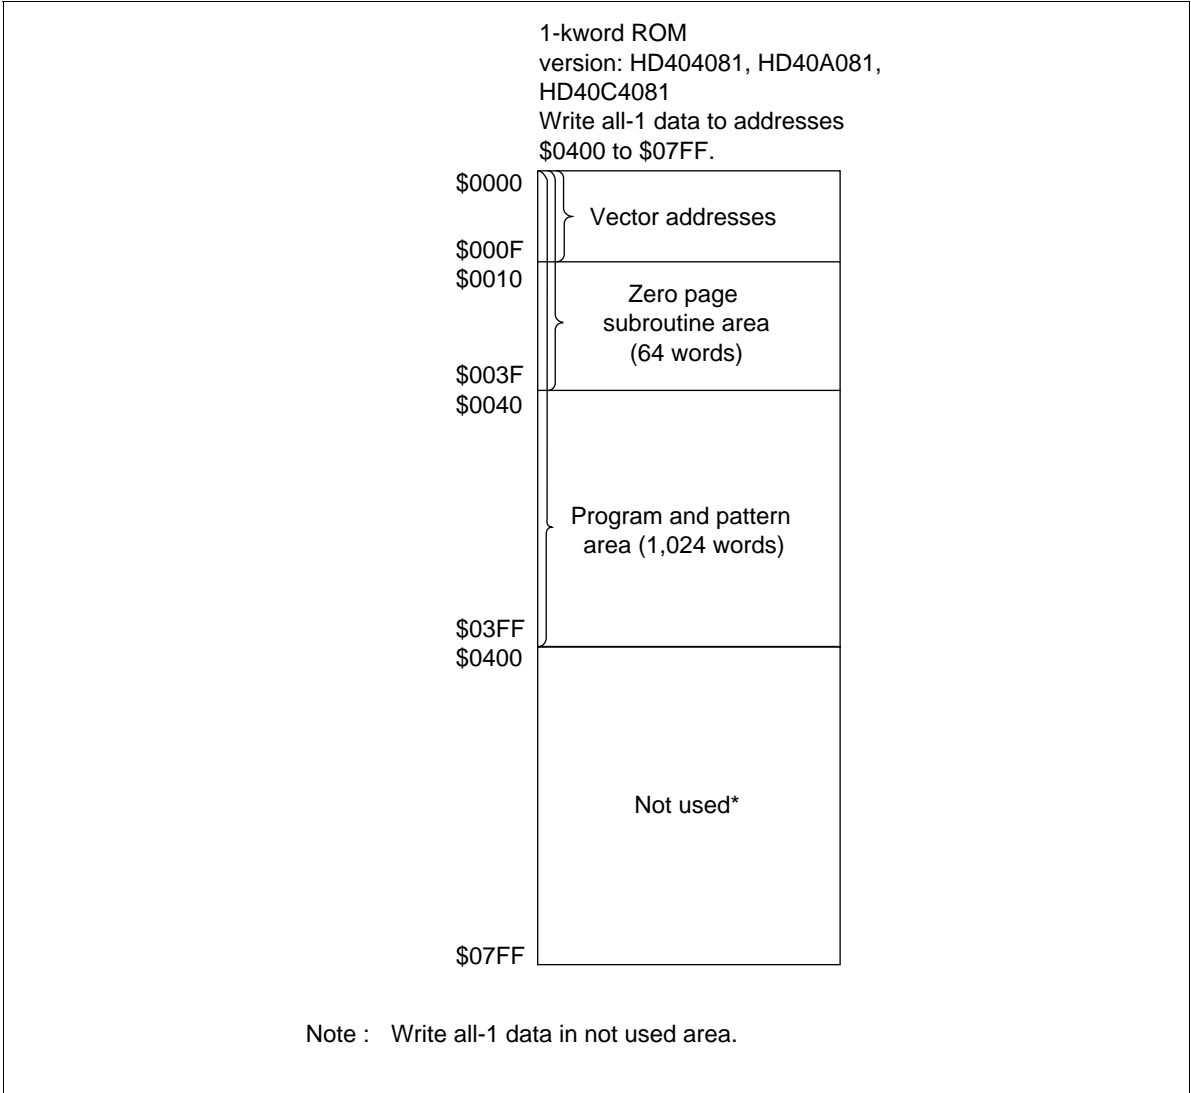 1-kword ROM
version: HD404081, HD40A081,
HD40C4081
Write all-1 data to addresses
$0400 to $07FF.
$0000
Vector addresses
$000F
$0010
Zero page
subroutine area
(64 words)
$003F
$0040
Program and pattern
area (1,024 words)
$03FF
$0400
Not used*
$07FF
Note : Write all-1 data in not used area.